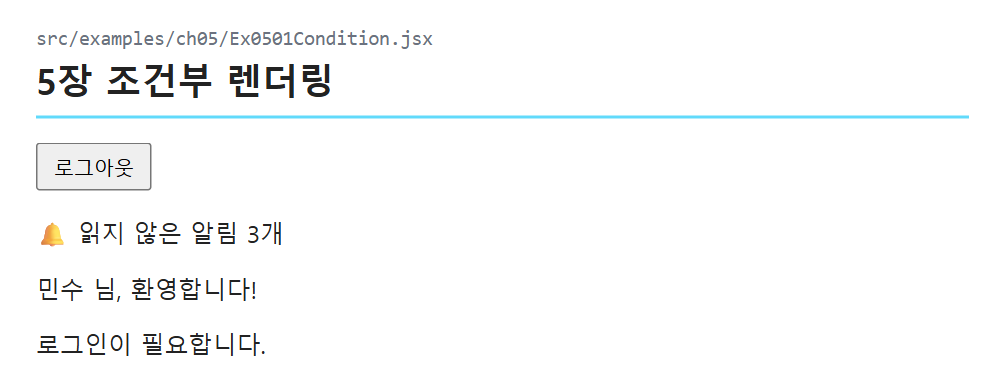 src/examples/ch05/Ex0501Condition.jsx
5장 조건부 렌더링
로그아웃
🔔 읽지 않은 알림 3개
민수 님, 환영합니다!
로그인이 필요합니다.